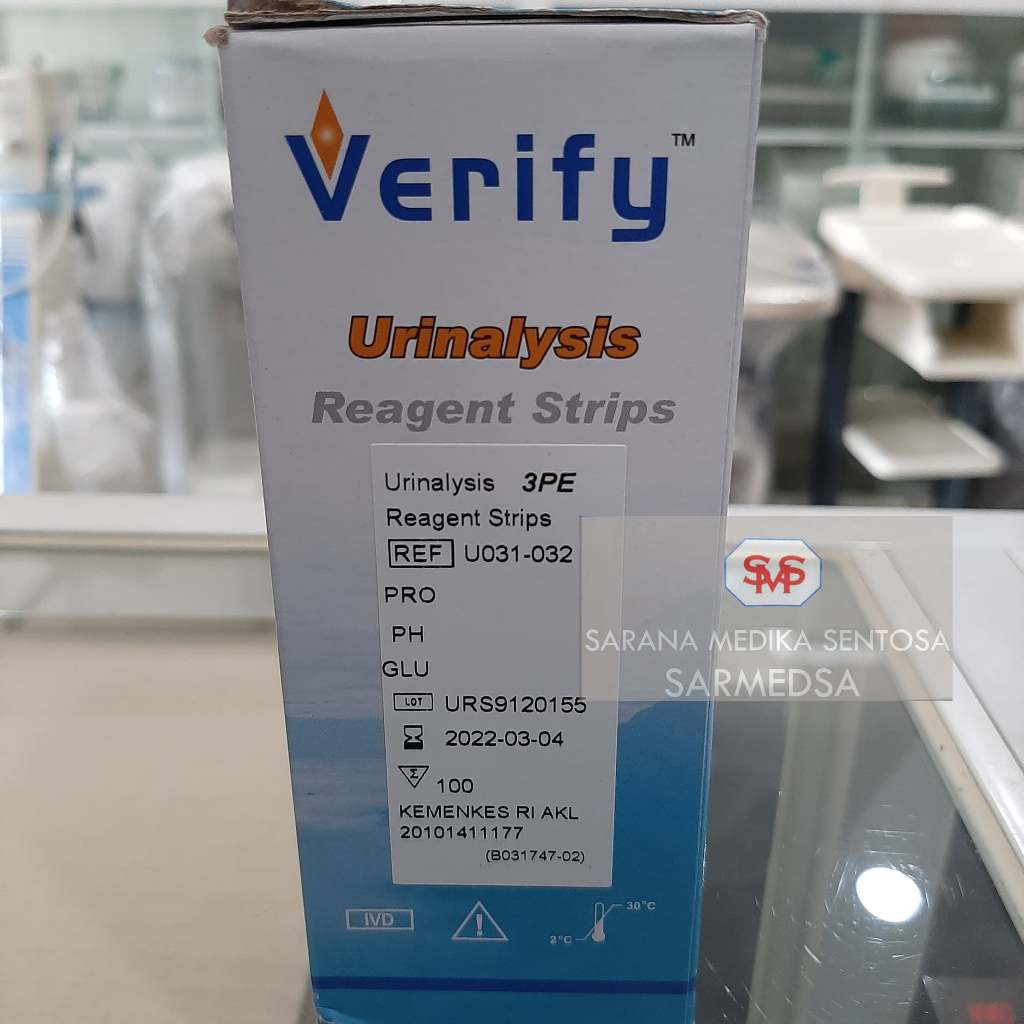 Verify™
Urinalysis
Reagent Strips
Urinalysis 3PE
Reagent Strips
REF U031-032
PRO
PH
GLU
LOT URS9120155
2022-03-04
Σ 100
KEMENKES RI AKL
20101411177
(B031747-02)
IVD
!
30°C
2°C
SMS
SARANA MEDIKA SENTOSA
SARMEDSA